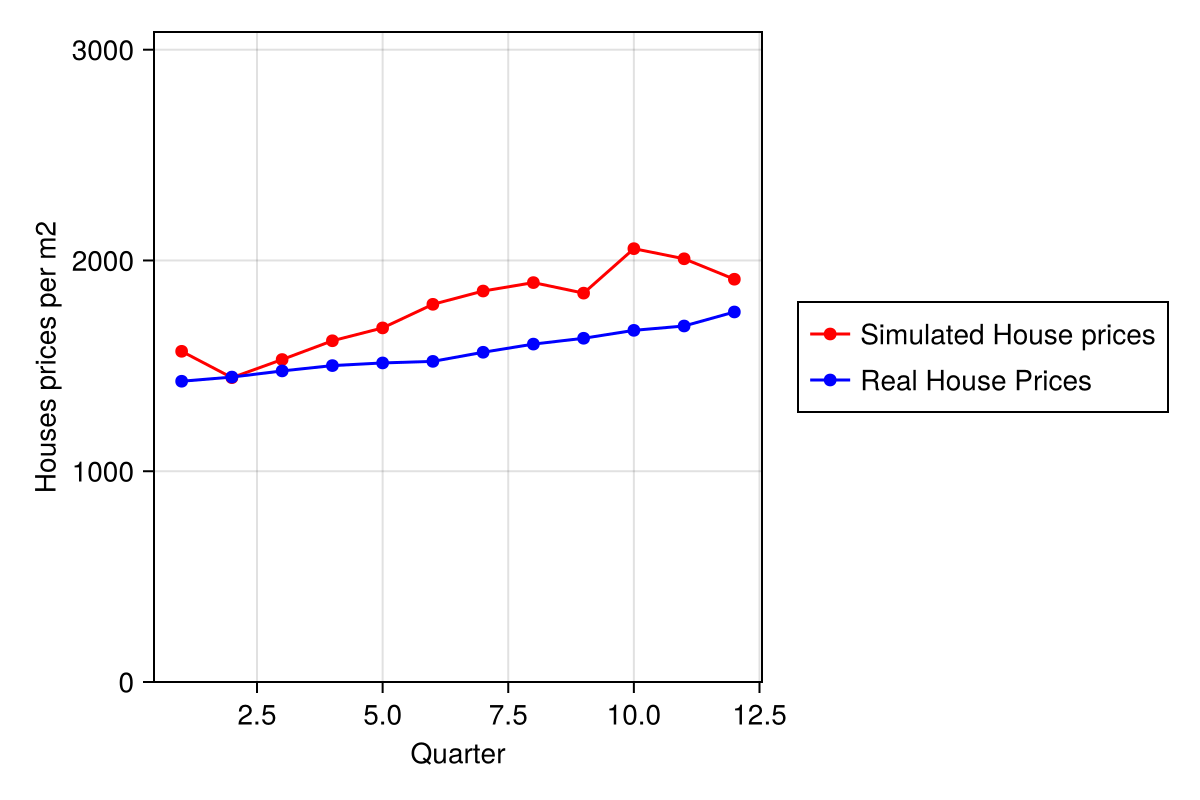 3000
2000
1000
0
Houses prices per m2
2.5 5.0 7.5 10.0 12.5
Quarter
Simulated House prices
Real House Prices